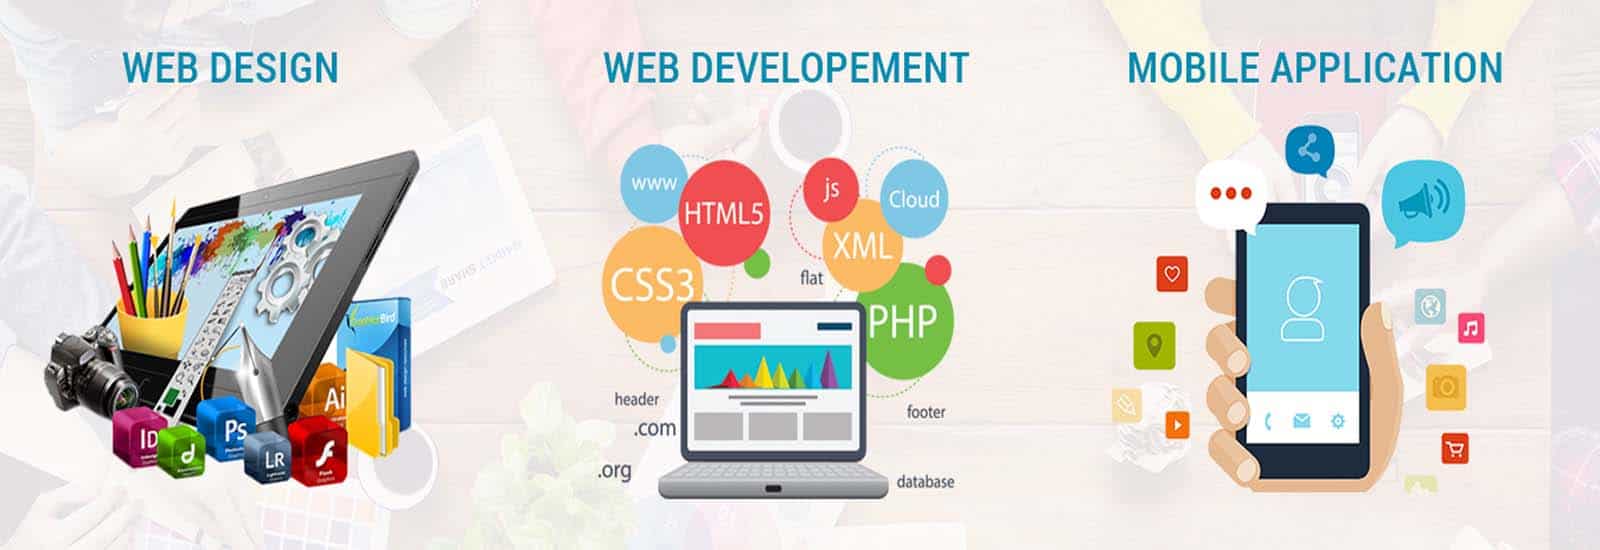 WEB DESIGN
WEB DEVELOPEMENT
MOBILE APPLICATION
www
HTML5
js
Cloud
CSS3
XML
flat
PHP
header
footer
.com
.org
database
Ai
ID
Ps
LR
Flash